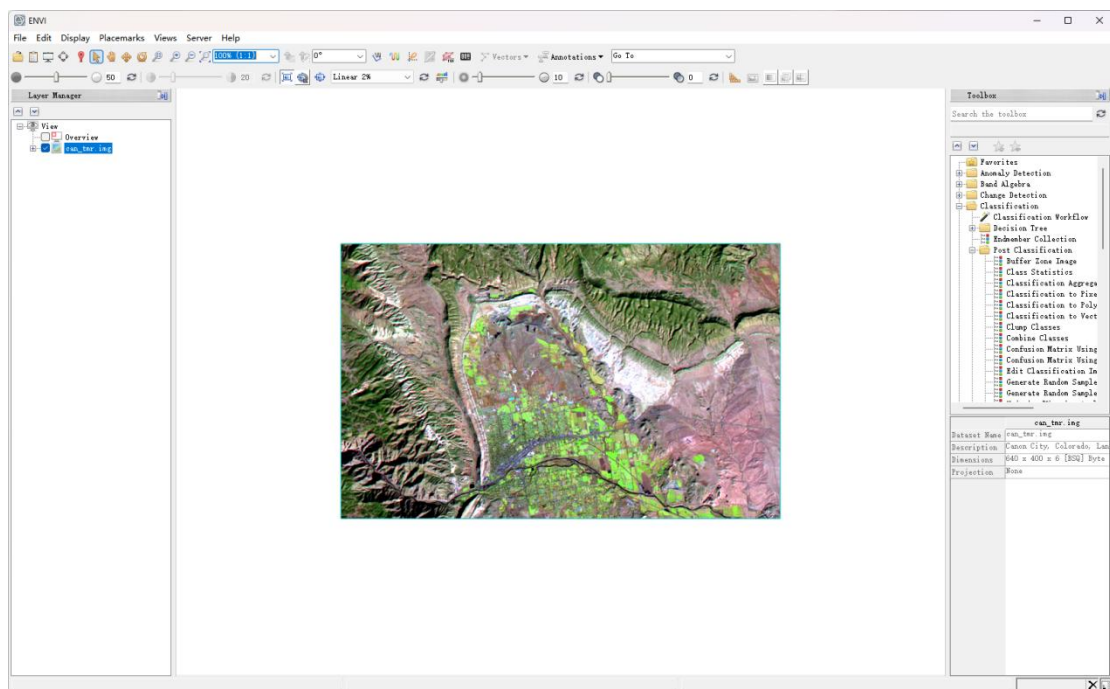 ENVI
File Edit Display Placemarks Views Server Help
100% (1:1) 0° Vectors Annotations Go To
50 20 Linear 2% 10 0
Layer Manager
View
Overview
can_tmr.img
Toolbox
Search the toolbox
Favorites
Anomaly Detection
Band Algebra
Change Detection
Classification
Classification Workflow
Decision Tree
Endmember Collection
Post Classification
Buffer Zone Image
Class Statistics
Classification Aggrega
Classification to Pixe
Classification to Poly
Classification to Vect
Clump Classes
Combine Classes
Confusion Matrix Using
Confusion Matrix Using
Edit Classification Im
Generate Random Sample
Generate Random Sample
can_tmr.img
Dataset Name can_tmr.img
Description Canon City, Colorado, Lan
Dimensions 640 x 400 x 6 [BSQ] Byte
Projection None